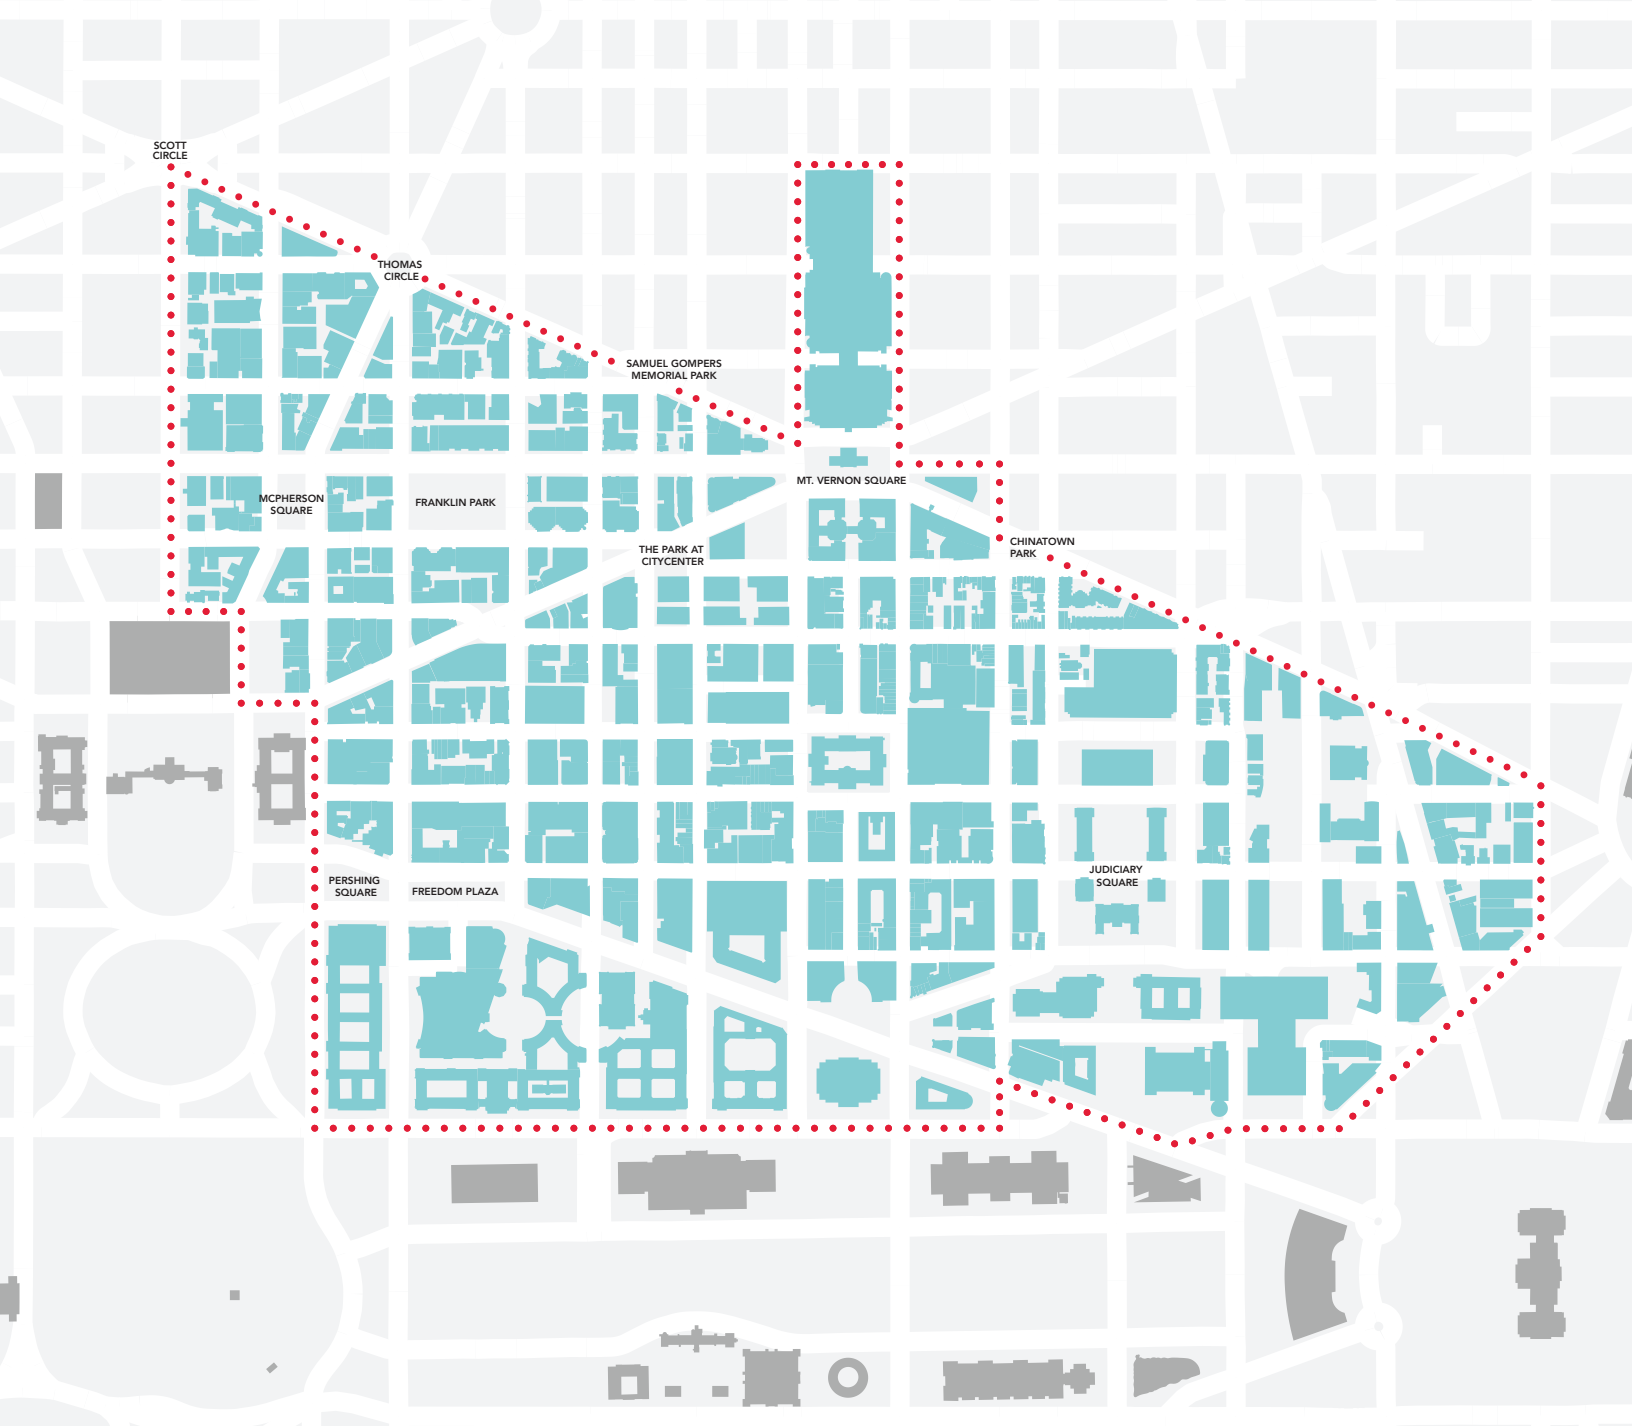 SCOTT
CIRCLE
THOMAS
CIRCLE
SAMUEL GOMPERS
MEMORIAL PARK
MCPHERSON
SQUARE
FRANKLIN PARK
MT. VERNON SQUARE
THE PARK AT
CITYCENTER
CHINATOWN
PARK
PERSHING
SQUARE
FREEDOM PLAZA
JUDICIARY
SQUARE